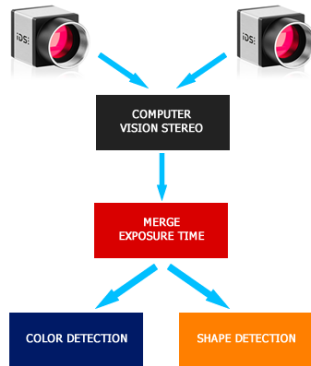 iDS:
iDS:
COMPUTER
VISION STEREO
MERGE
EXPOSURE TIME
COLOR DETECTION
SHAPE DETECTION